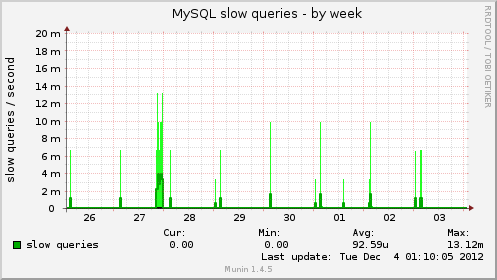 MySQL slow queries - by week
RRDTOOL / TOBI OETIKER
slow queries / second
20 m
18 m
16 m
14 m
12 m
10 m
8 m
6 m
4 m
2 m
0
26 27 28 29 30 01 02 03
Cur: Min: Avg: Max:
slow queries 0.00 0.00 92.59u 13.12m
Last update: Tue Dec 4 01:10:05 2012
Munin 1.4.5